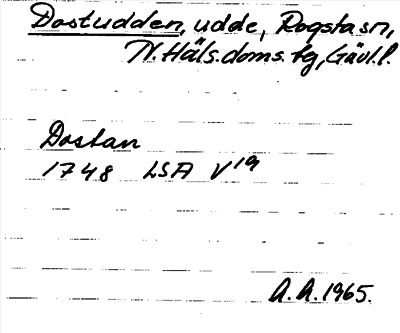 Dostudden, udde, Rogsta sn,
N. Häls. doms. tg, Gävl. l.
Dostan
1748 LSA V19
A. A. 1965.